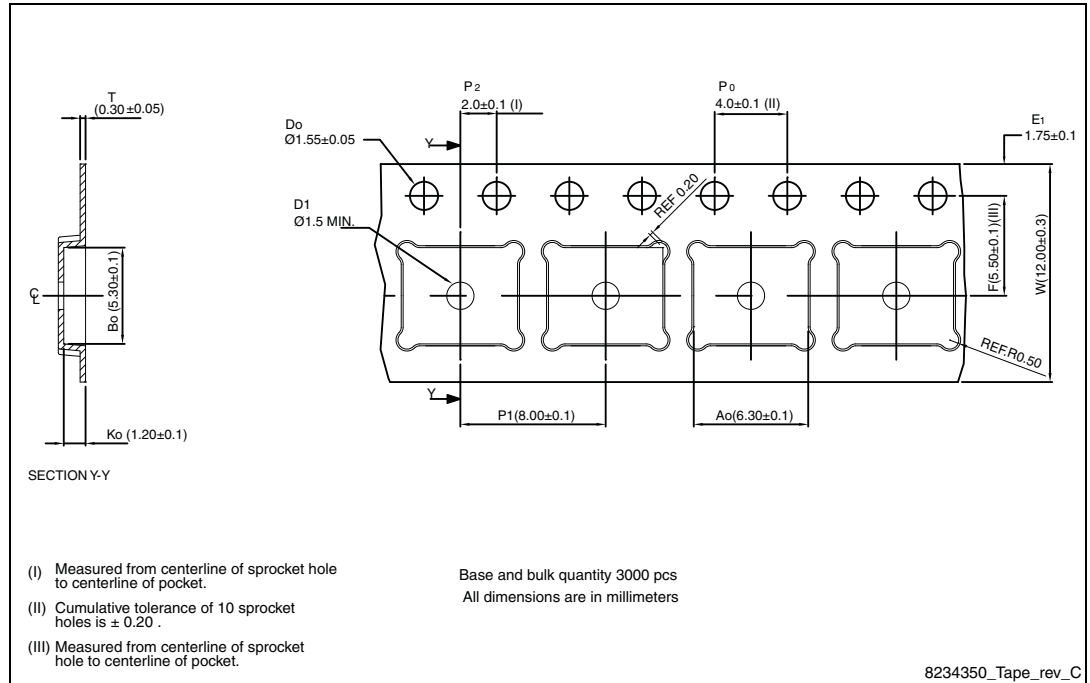 T
(0.30 ±0.05)
P2
2.0±0.1 (I)
P0
4.0±0.1 (II)
E1
1.75±0.1
Do
Ø1.55±0.05
Y
D1
Ø1.5 MIN.
REF 0.20
F(5.50±0.1)(III)
W(12.00±0.3)
℄
Bo (5.30±0.1)
REF.R0.50
Y
P1(8.00±0.1)
Ao(6.30±0.1)
Ko (1.20±0.1)
SECTION Y-Y
(I) Measured from centerline of sprocket hole
to centerline of pocket.
(II) Cumulative tolerance of 10 sprocket
holes is ± 0.20 .
(III) Measured from centerline of sprocket
hole to centerline of pocket.
Base and bulk quantity 3000 pcs
All dimensions are in millimeters
8234350_Tape_rev_C